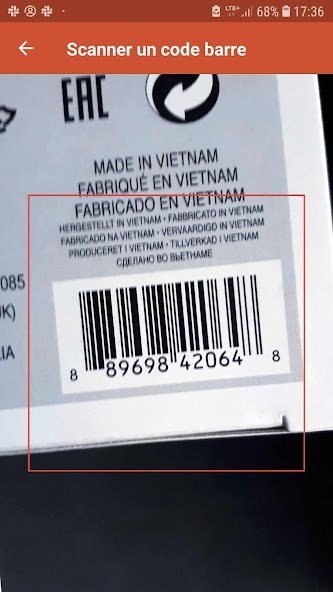 68% 17:36
Scanner un code barre
EAC
MADE IN VIETNAM
FABRIQUÉ EN VIETNAM
FABRICADO EN VIETNAM
HERGESTELLT IN VIETNAM • FABBRICATO IN VIETNAM
FABRICADO NA VIETNAM • VERVAARDIGD IN VIETNAM
PRODUCERET I VIETNAM • TILLVERKAD I VIETNAM
СДЕЛАНО ВО ВЬЕТНАМЕ
085
UK)
LIA
8 89698 42064 8